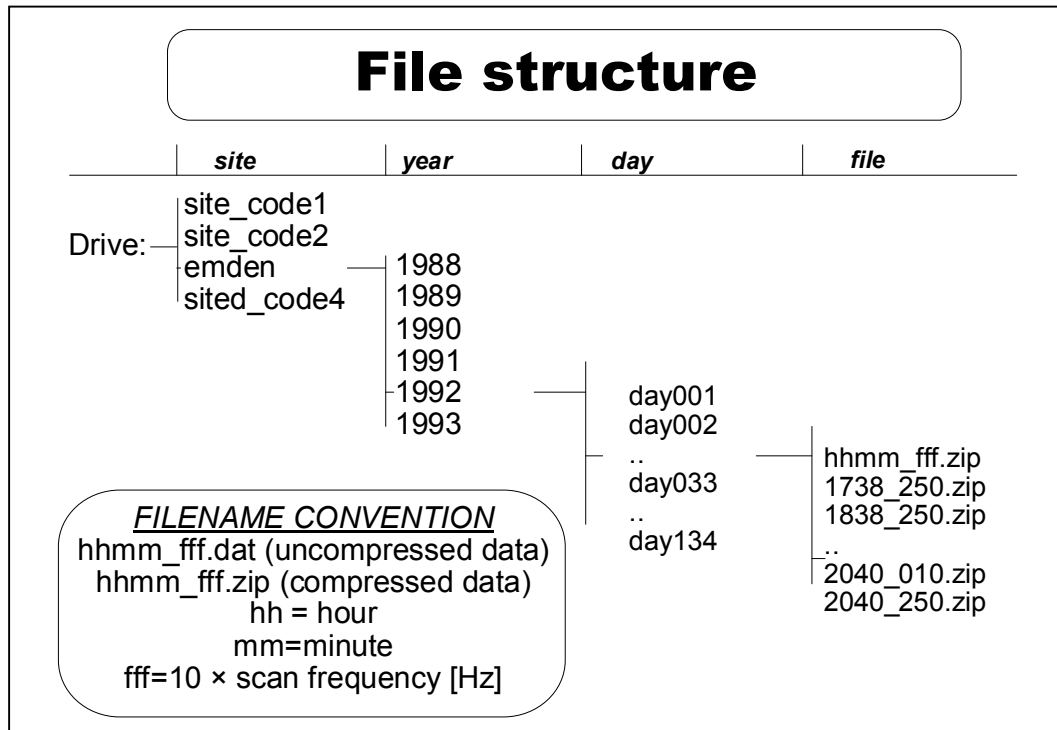 File structure
site year day file
Drive:
site_code1
site_code2
emden
sited_code4
1988
1989
1990
1991
1992
1993
day001
day002
..
day033
..
day134
hhmm_fff.zip
1738_250.zip
1838_250.zip
..
2040_010.zip
2040_250.zip
FILENAME CONVENTION
hhmm_fff.dat (uncompressed data)
hhmm_fff.zip (compressed data)
hh = hour
mm=minute
fff=10 × scan frequency [Hz]